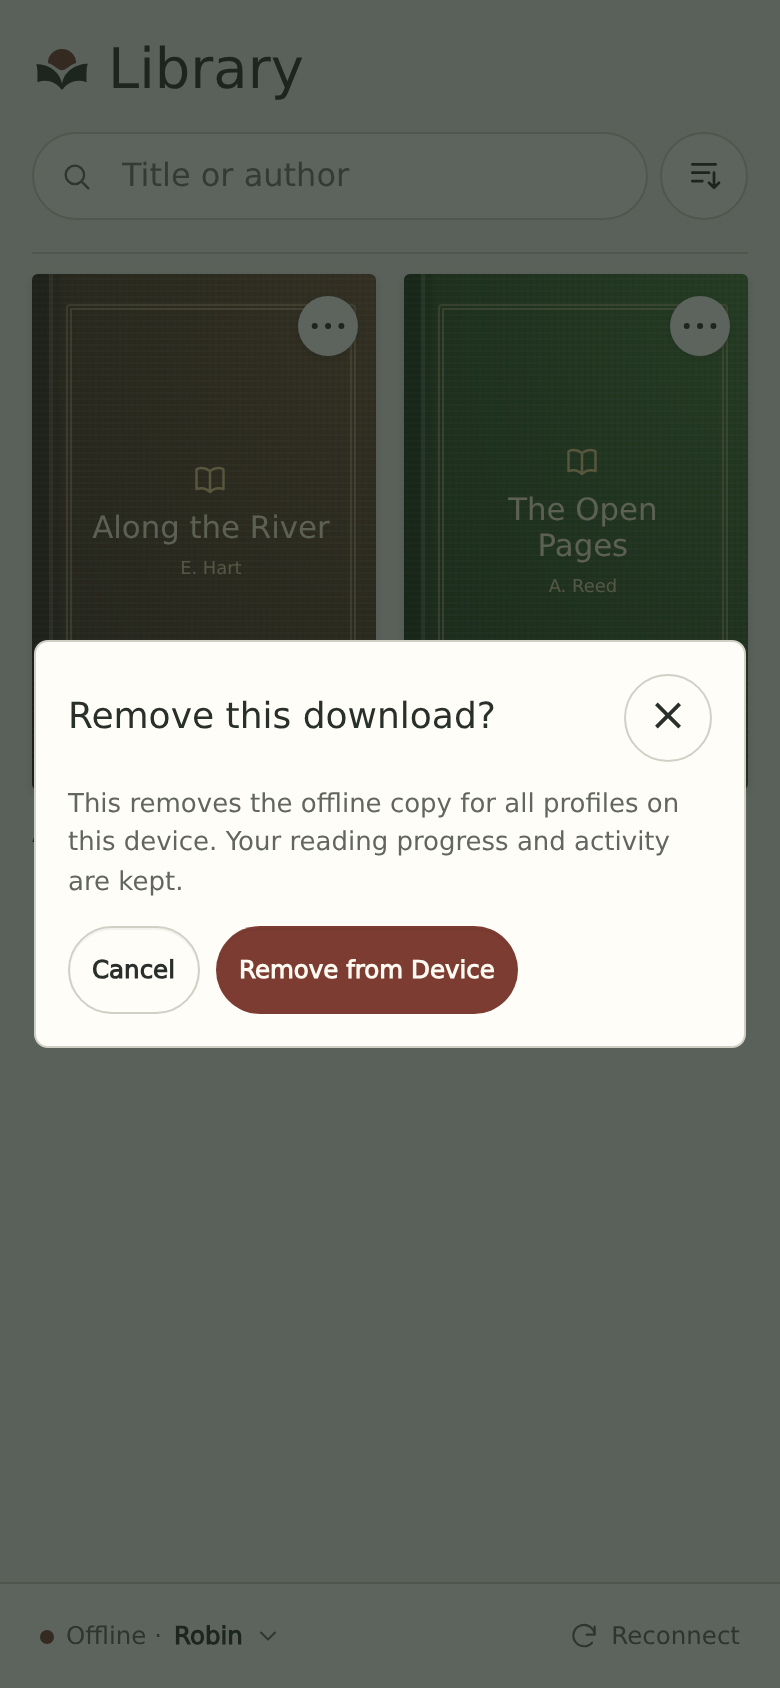 Library
Title or author
Along the River
E. Hart
The Open
Pages
A. Reed
Remove this download?
This removes the offline copy for all profiles on
this device. Your reading progress and activity
are kept.
Cancel
Remove from Device
Offline · Robin
Reconnect